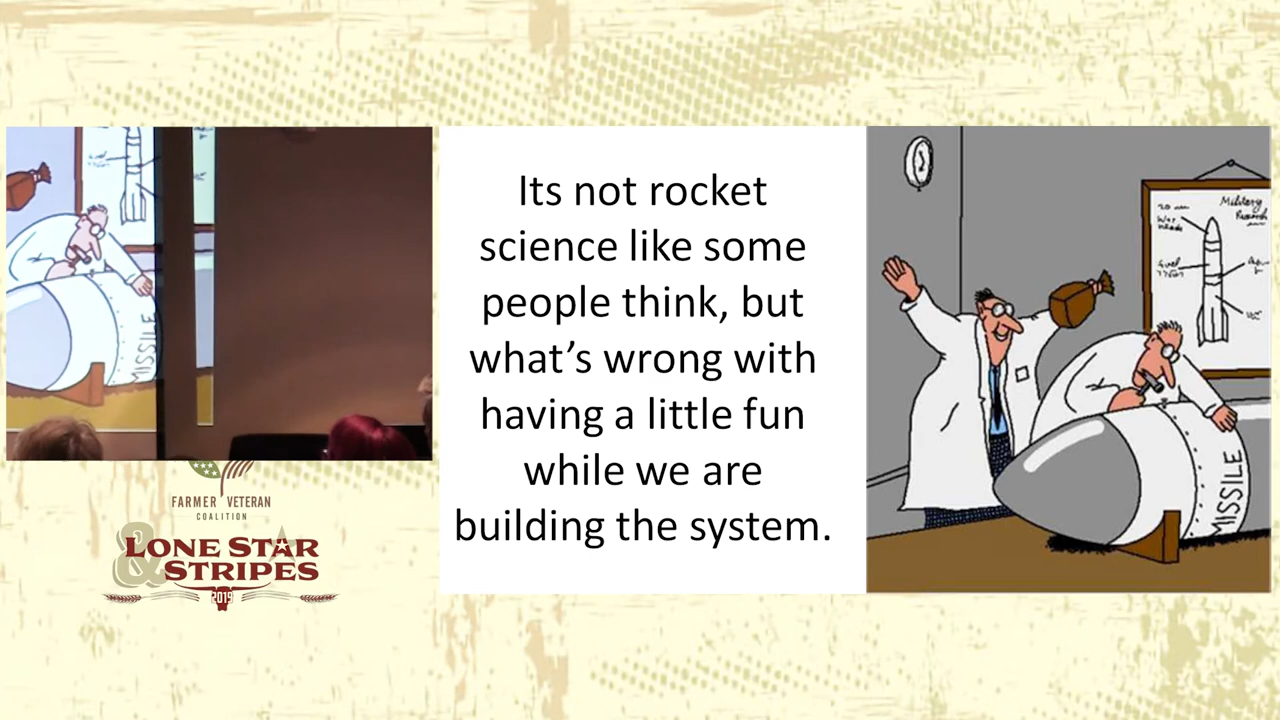 MISSILE
FARMER VETERAN
COALITION
&
LONE STAR
STRIPES
2019
Its not rocket
science like some
people think, but
what’s wrong with
having a little fun
while we are
building the system.
Military
Research
fuel
MISSILE